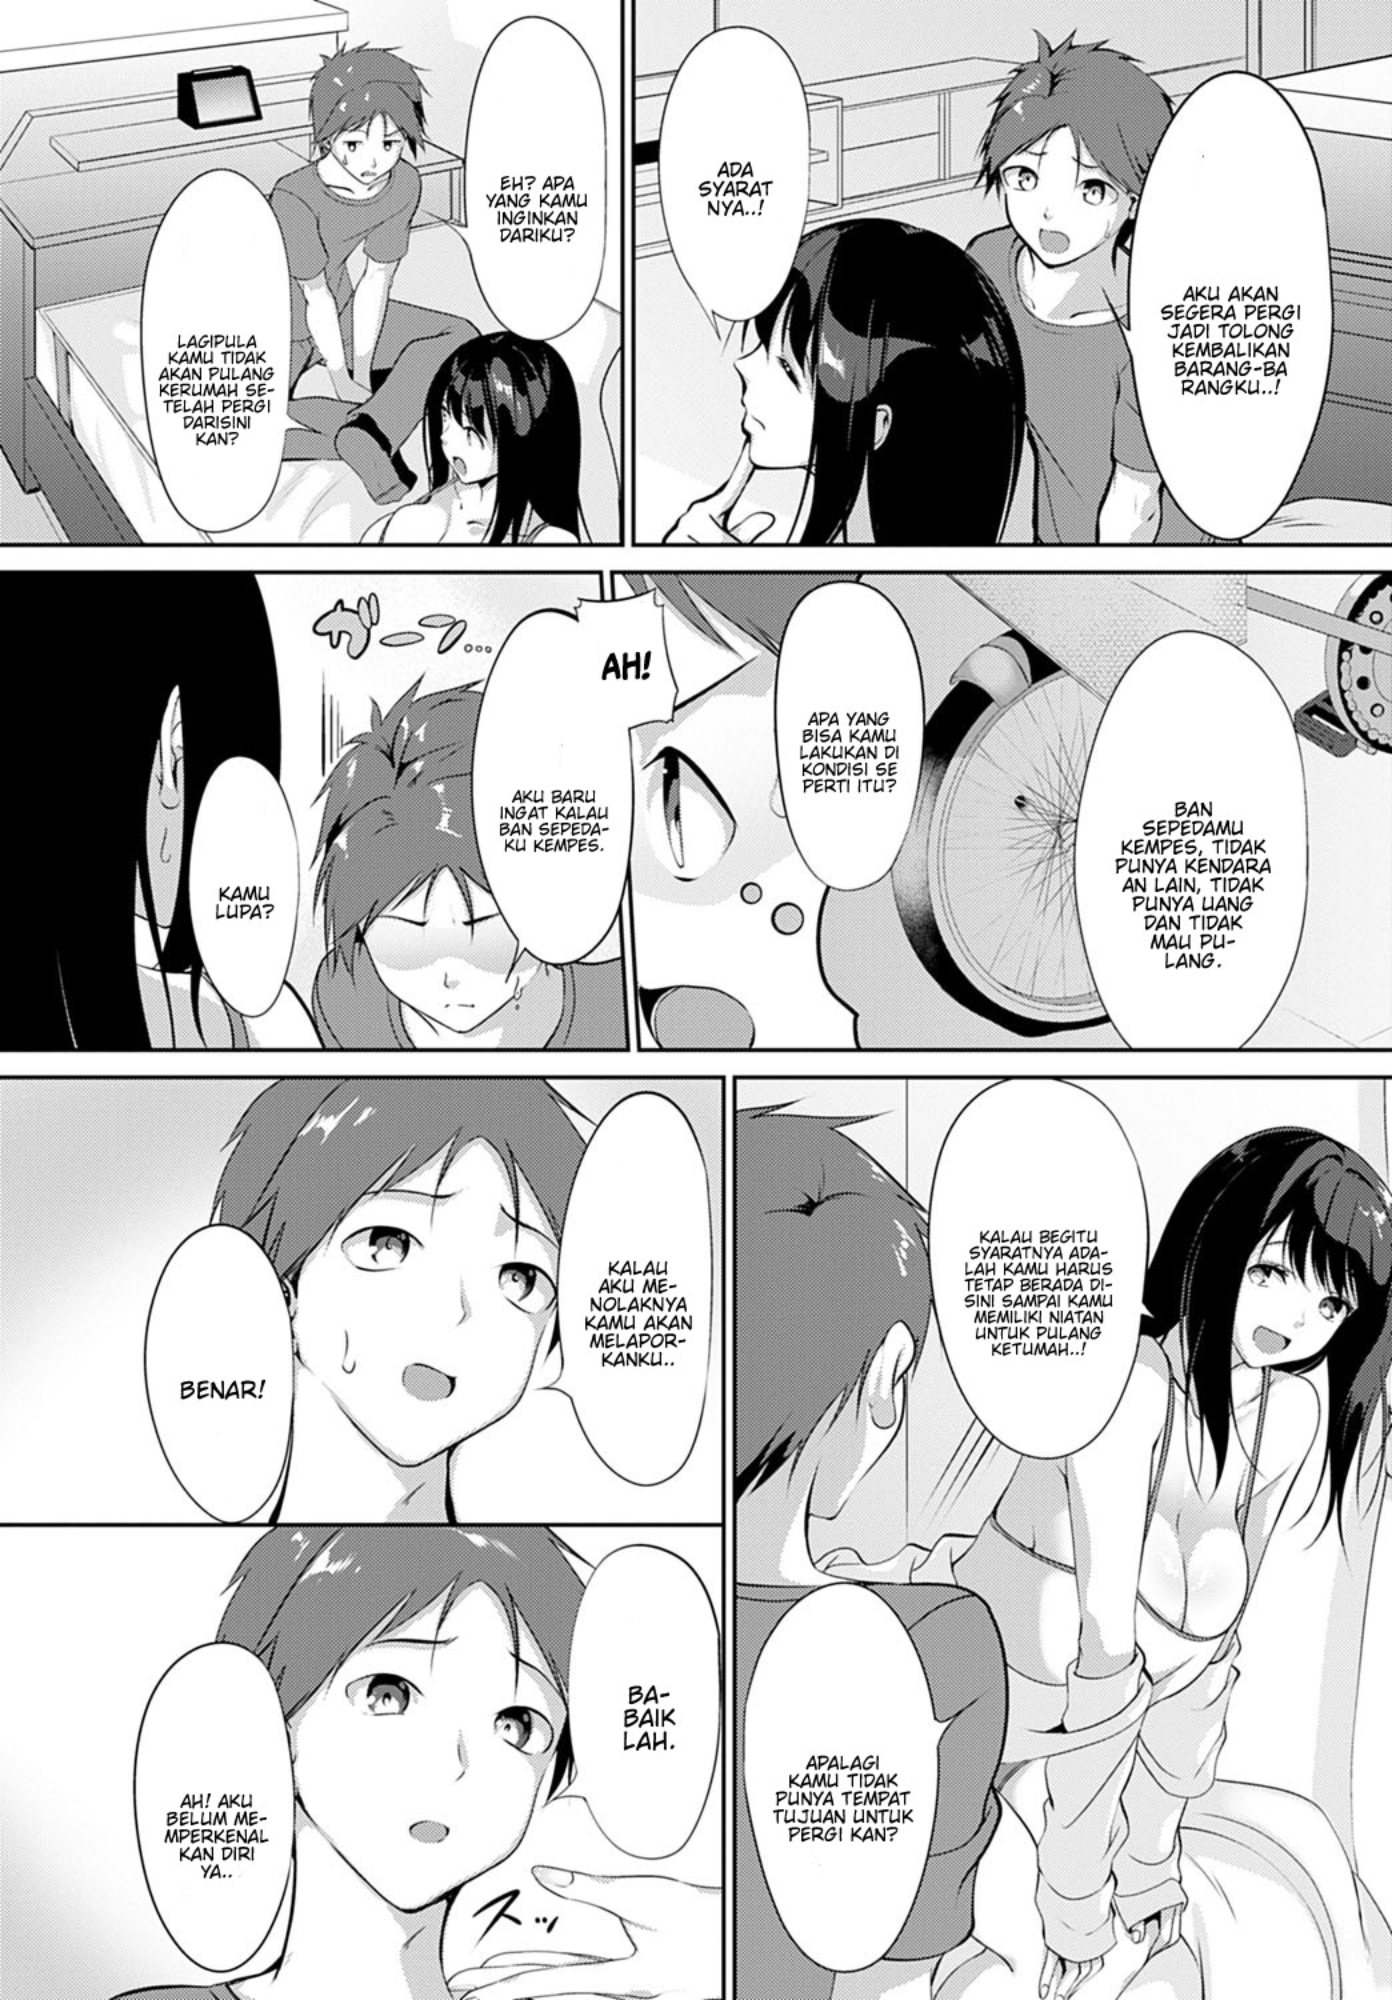 AKU AKAN
SEGERA PERGI
JADI TOLONG
KEMBALIKAN
BARANG-BA
RANGKU..!
ADA
SYARAT
NYA..!
EH? APA
YANG KAMU
INGINKAN
DARIKU?
LAGIPULA
KAMU TIDAK
AKAN PULANG
KERUMAH SE-
TELAH PERGI
DARISINI
KAN?
BAN
SEPEDAMU
KEMPES, TIDAK
PUNYA KENDARA
AN LAIN, TIDAK
PUNYA UANG
DAN TIDAK
MAU PU-
LANG.
APA YANG
BISA KAMU
LAKUKAN DI
KONDISI SE
PERTI ITU?
AH!
AKU BARU
INGAT KALAU
BAN SEPEDA-
KU KEMPES.
ガーーン...
KAMU
LUPA?
KALAU BEGITU
SYARATNYA ADA-
LAH KAMU HARUS
TETAP BERADA DI-
SINI SAMPAI KAMU
MEMILIKI NIATAN
UNTUK PULANG
KETUMAH..!
APALAGI
KAMU TIDAK
PUNYA TEMPAT
TUJUAN UNTUK
PERGI KAN?
KALAU
AKU ME-
NOLAKNYA
KAMU AKAN
MELAPOR-
KANKU..
BENAR!
BA-
BAIK
LAH.
AH! AKU
BELUM ME-
MPERKENAL
KAN DIRI
YA..
スッ